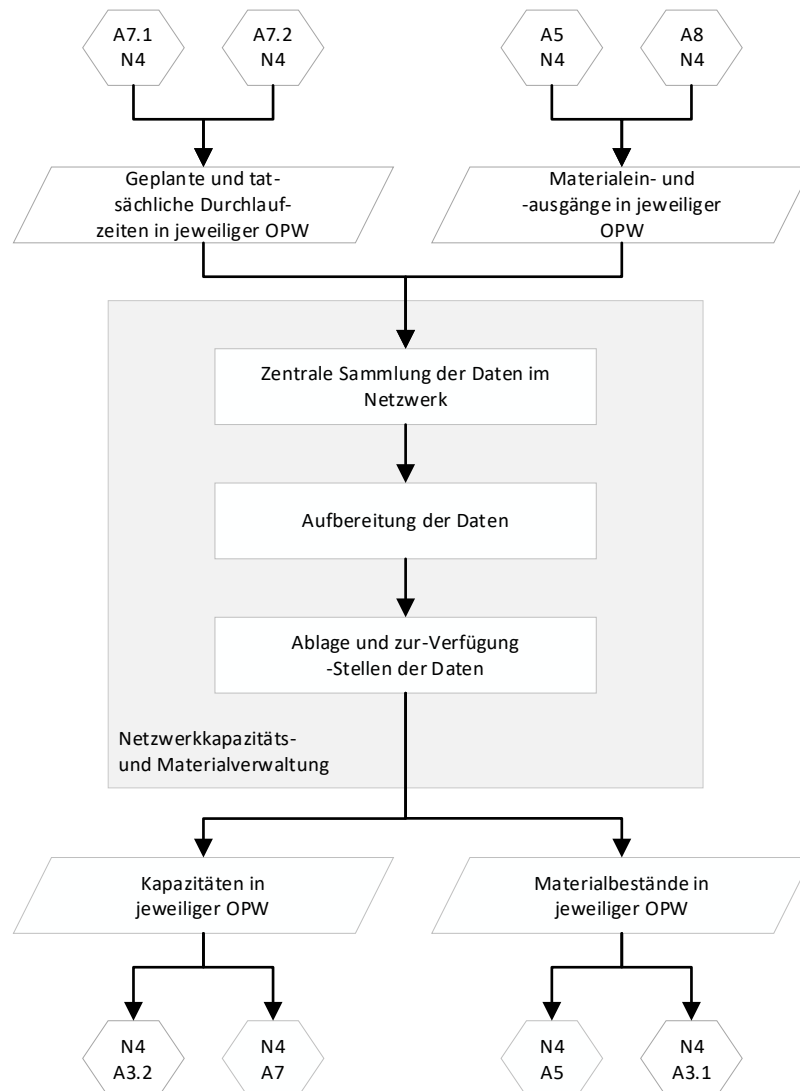 A7.1
N4
A7.2
N4
A5
N4
A8
N4
Geplante und tat-
sächliche Durchlauf-
zeiten in jeweiliger OPW
Materialein- und
-ausgänge in jeweiliger
OPW
Zentrale Sammlung der Daten im
Netzwerk
Aufbereitung der Daten
Ablage und zur-Verfügung
-Stellen der Daten
Netzwerkkapazitäts-
und Materialverwaltung
Kapazitäten in
jeweiliger OPW
Materialbestände in
jeweiliger OPW
N4
A3.2
N4
A7
N4
A5
N4
A3.1